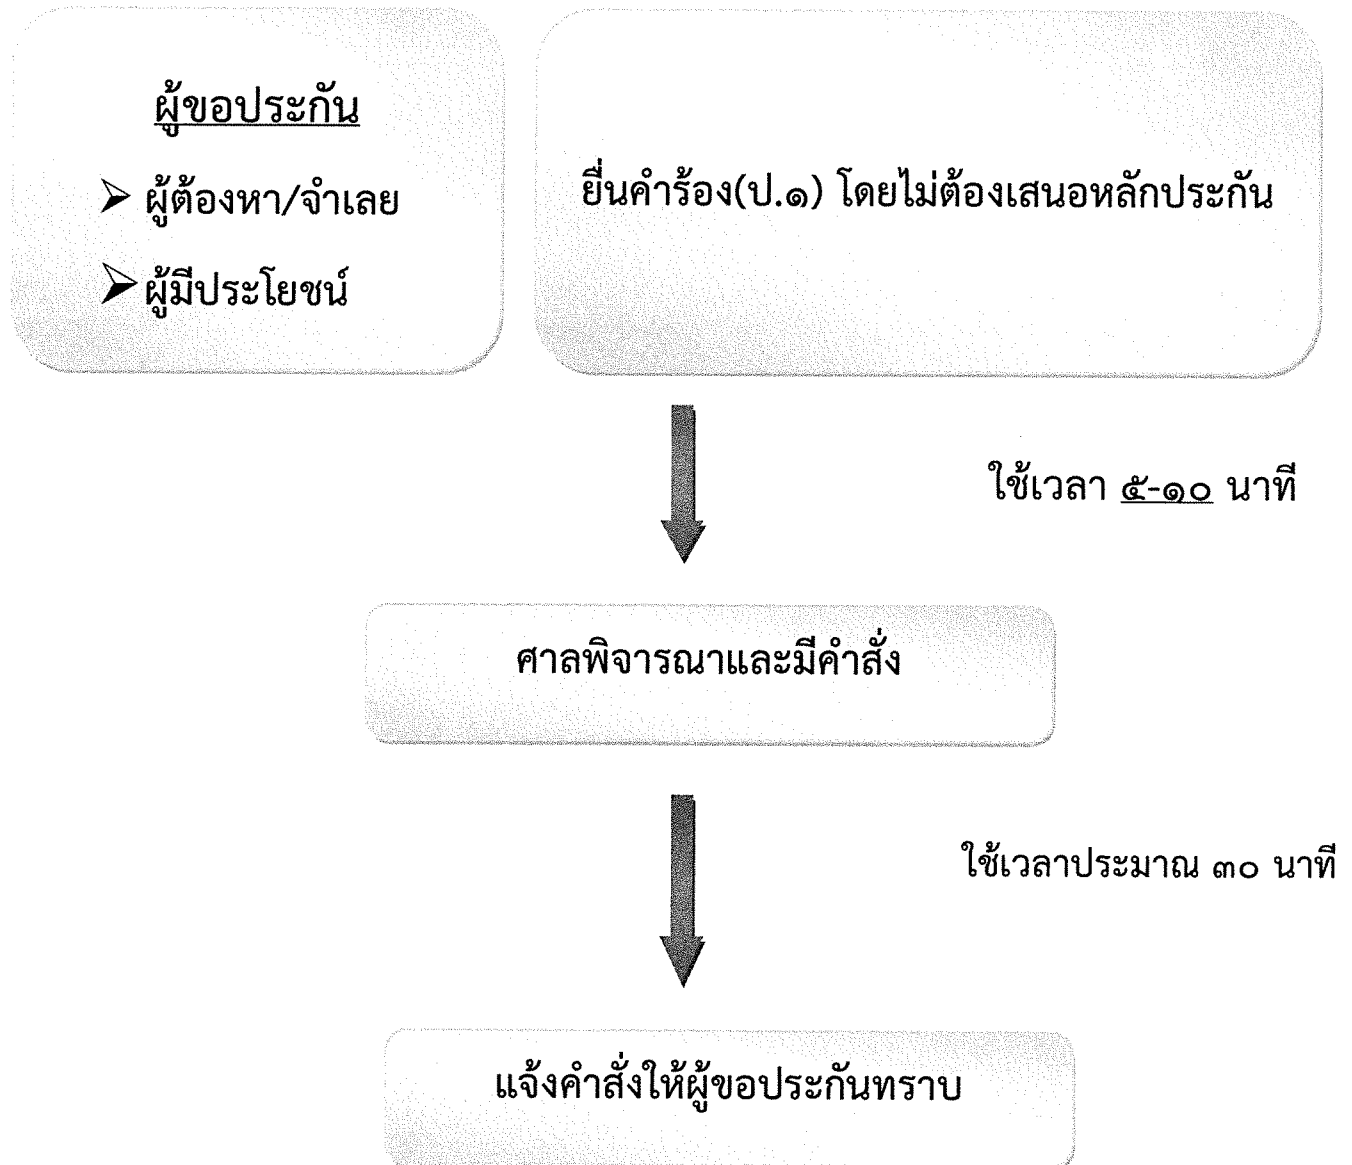 ผู้ขอประกัน
ผู้ต้องหา/จำเลย
ผู้มีประโยชน์
ยื่นคำร้อง(ป.๑) โดยไม่ต้องเสนอหลักประกัน
ใช้เวลา ๕-๑๐ นาที
ศาลพิจารณาและมีคำสั่ง
ใช้เวลาประมาณ ๓๐ นาที
แจ้งคำสั่งให้ผู้ขอประกันทราบ